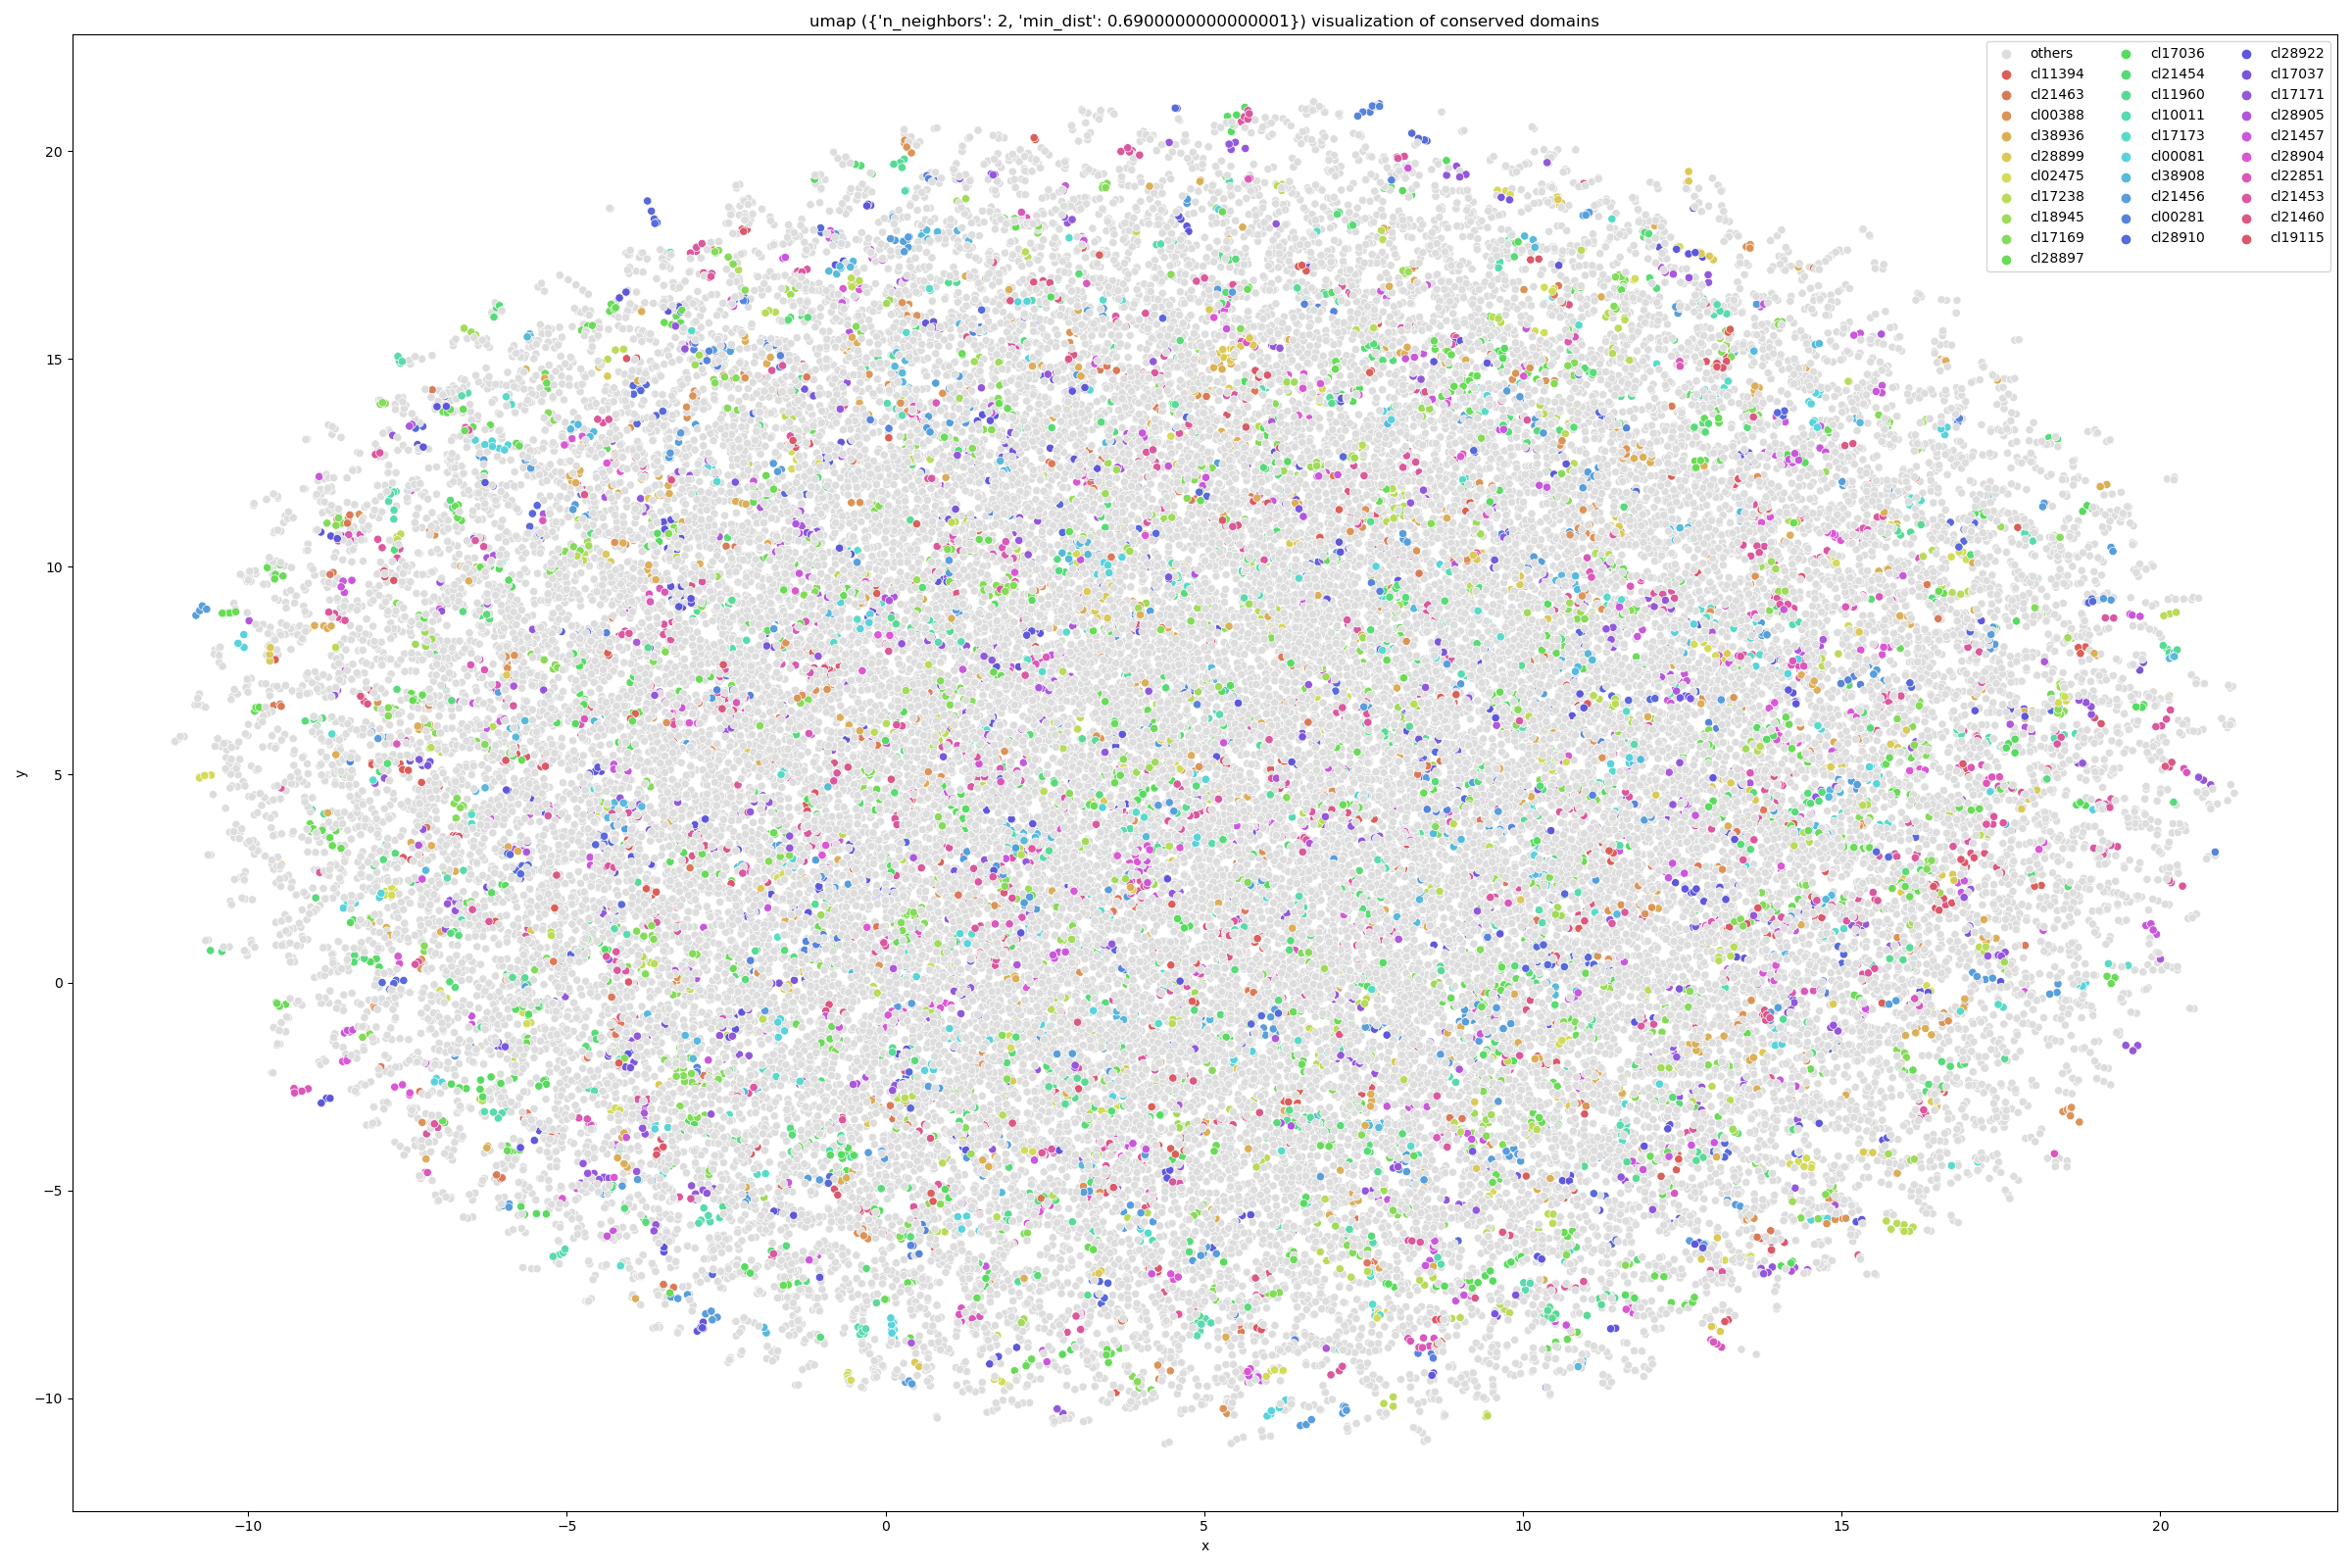 umap ({'n_neighbors': 2, 'min_dist': 0.6900000000000001}) visualization of conserved domains
others
cl11394
cl21463
cl00388
cl38936
cl28899
cl02475
cl17238
cl18945
cl17169
cl28897
cl17036
cl21454
cl11960
cl10011
cl17173
cl00081
cl38908
cl21456
cl00281
cl28910
cl28922
cl17037
cl17171
cl28905
cl21457
cl28904
cl22851
cl21453
cl21460
cl19115
20
15
10
5
0
−5
−10
y
−10 −5 0 5 10 15 20
x